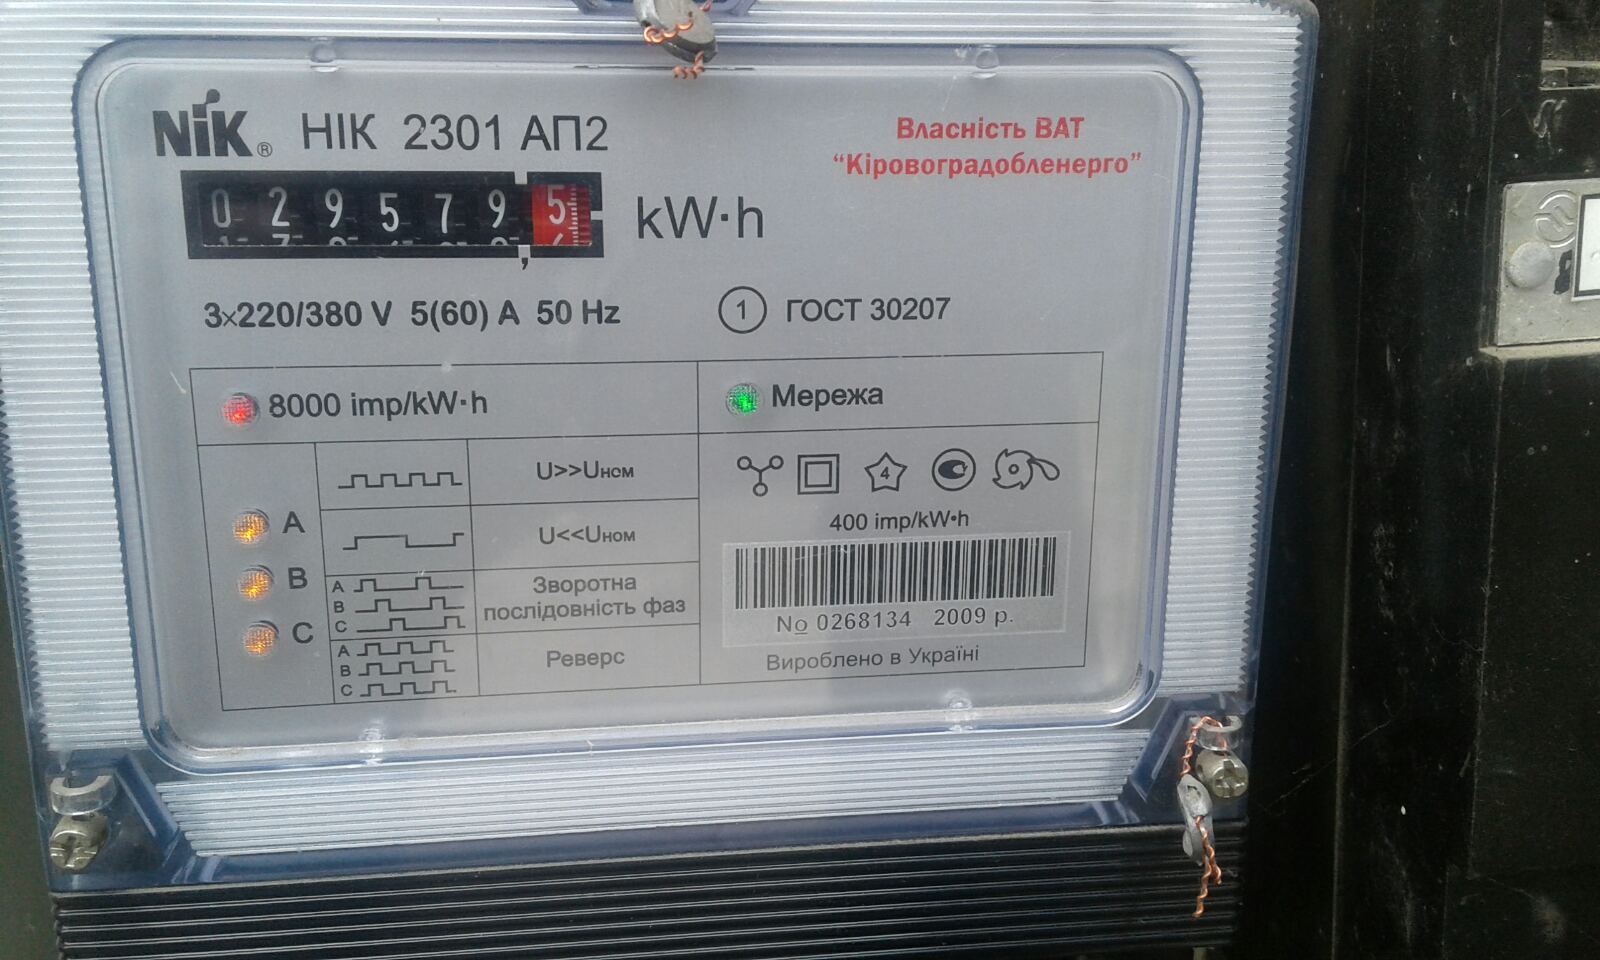 NiK® НІК 2301 АП2
Власність ВАТ
“Кіровоградобленерго”
0 2 9 5 7 9 , 5 kW·h
3×220/380 V 5(60) A 50 Hz
1 ГОСТ 30207
8000 imp/kW·h
Мережа
U>>Uном
A
U<<Uном
B
A
B
C
Зворотна
послідовність фаз
C
A
B
C
Реверс
4
400 imp/kW·h
No 0268134 2009 р.
Вироблено в Україні